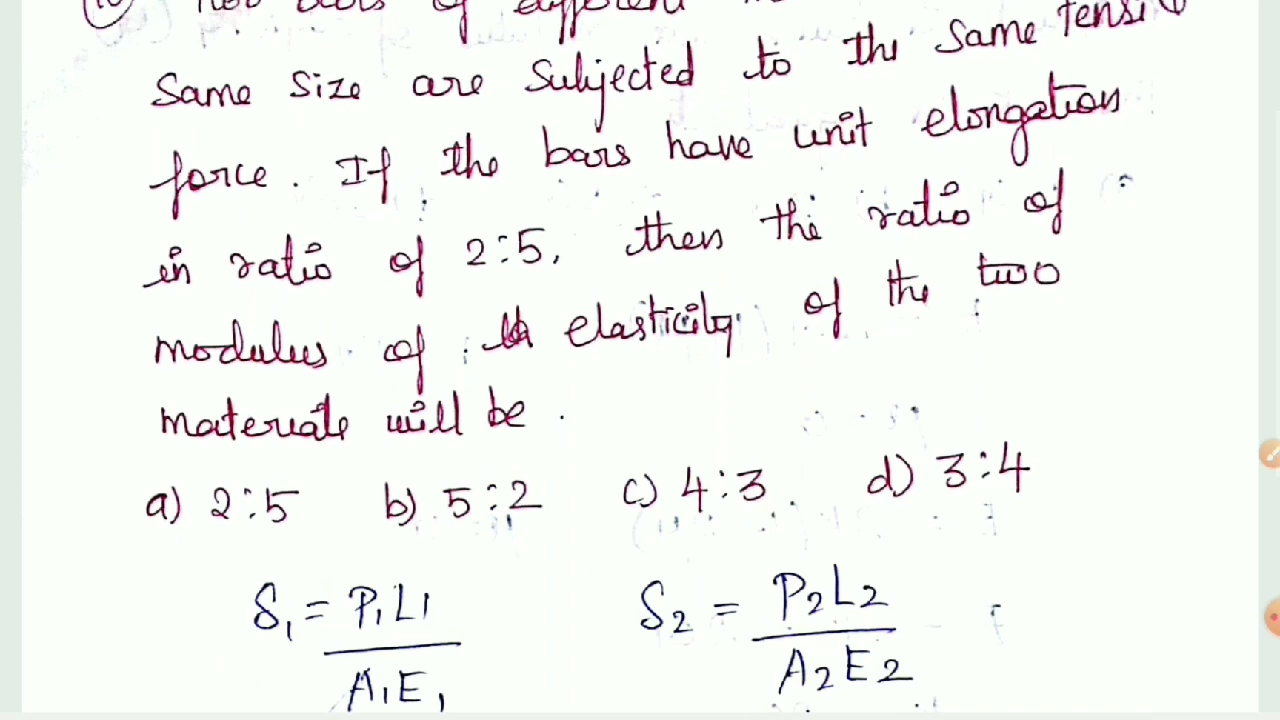 of
Same Size are Subjected to the Same Tensi
force. If the bars have unit elongation
in ratio of 2:5, then the ratio of
modulus of elasticity of the two
materials will be.
a) 2:5 b) 5:2 c) 4:3 d) 3:4
δ₁ = P₁L₁ / A₁E₁ δ₂ = P₂L₂ / A₂E₂